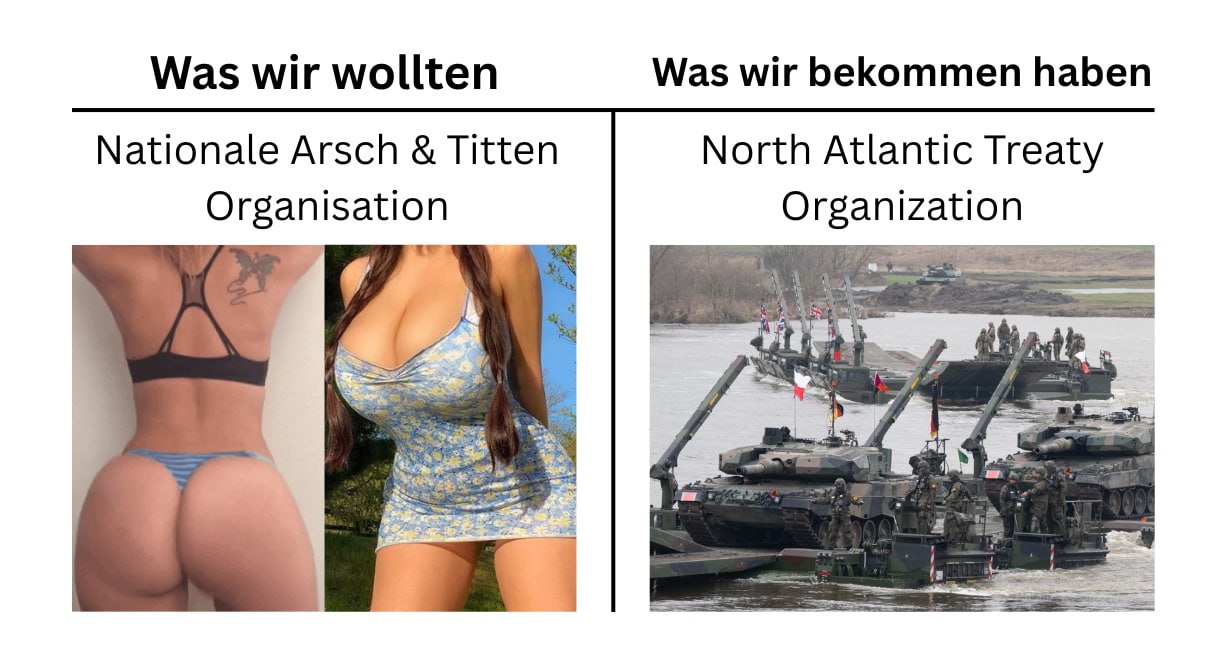 Was wir wollten
Was wir bekommen haben
Nationale Arsch & Titten
Organisation
North Atlantic Treaty
Organization